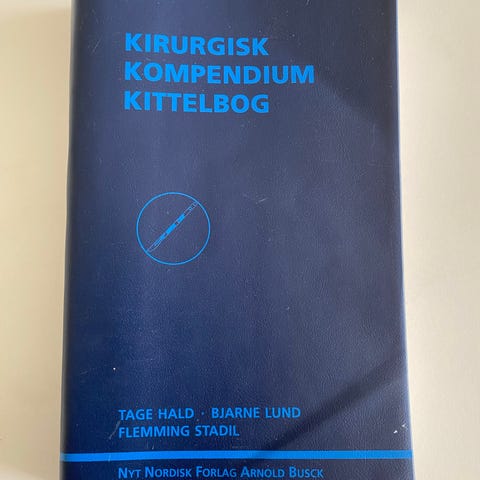 KIRURGISK
KOMPENDIUM
KITTELBOG
TAGE HALD · BJARNE LUND
FLEMMING STADIL
NYT NORDISK FORLAG ARNOLD BUSCK